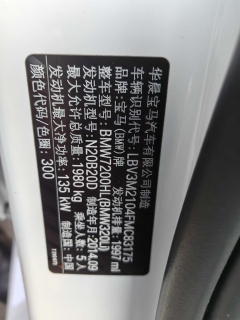 华晨宝马汽车有限公司制造
车辆识别代号: LBV3M2104FMC83175
品牌: 宝马 (BMW) 牌
整车型号: BMW7200HL(BMW320Li)
发动机型号: N20B20D 发动机排量: 1997 ml
最大允许总质量: 1980 kg 制造年月: 2014.09
发动机最大净功率: 135 kW 乘坐人数: 5人
颜色代码/色圈: 300 制造国: 中国